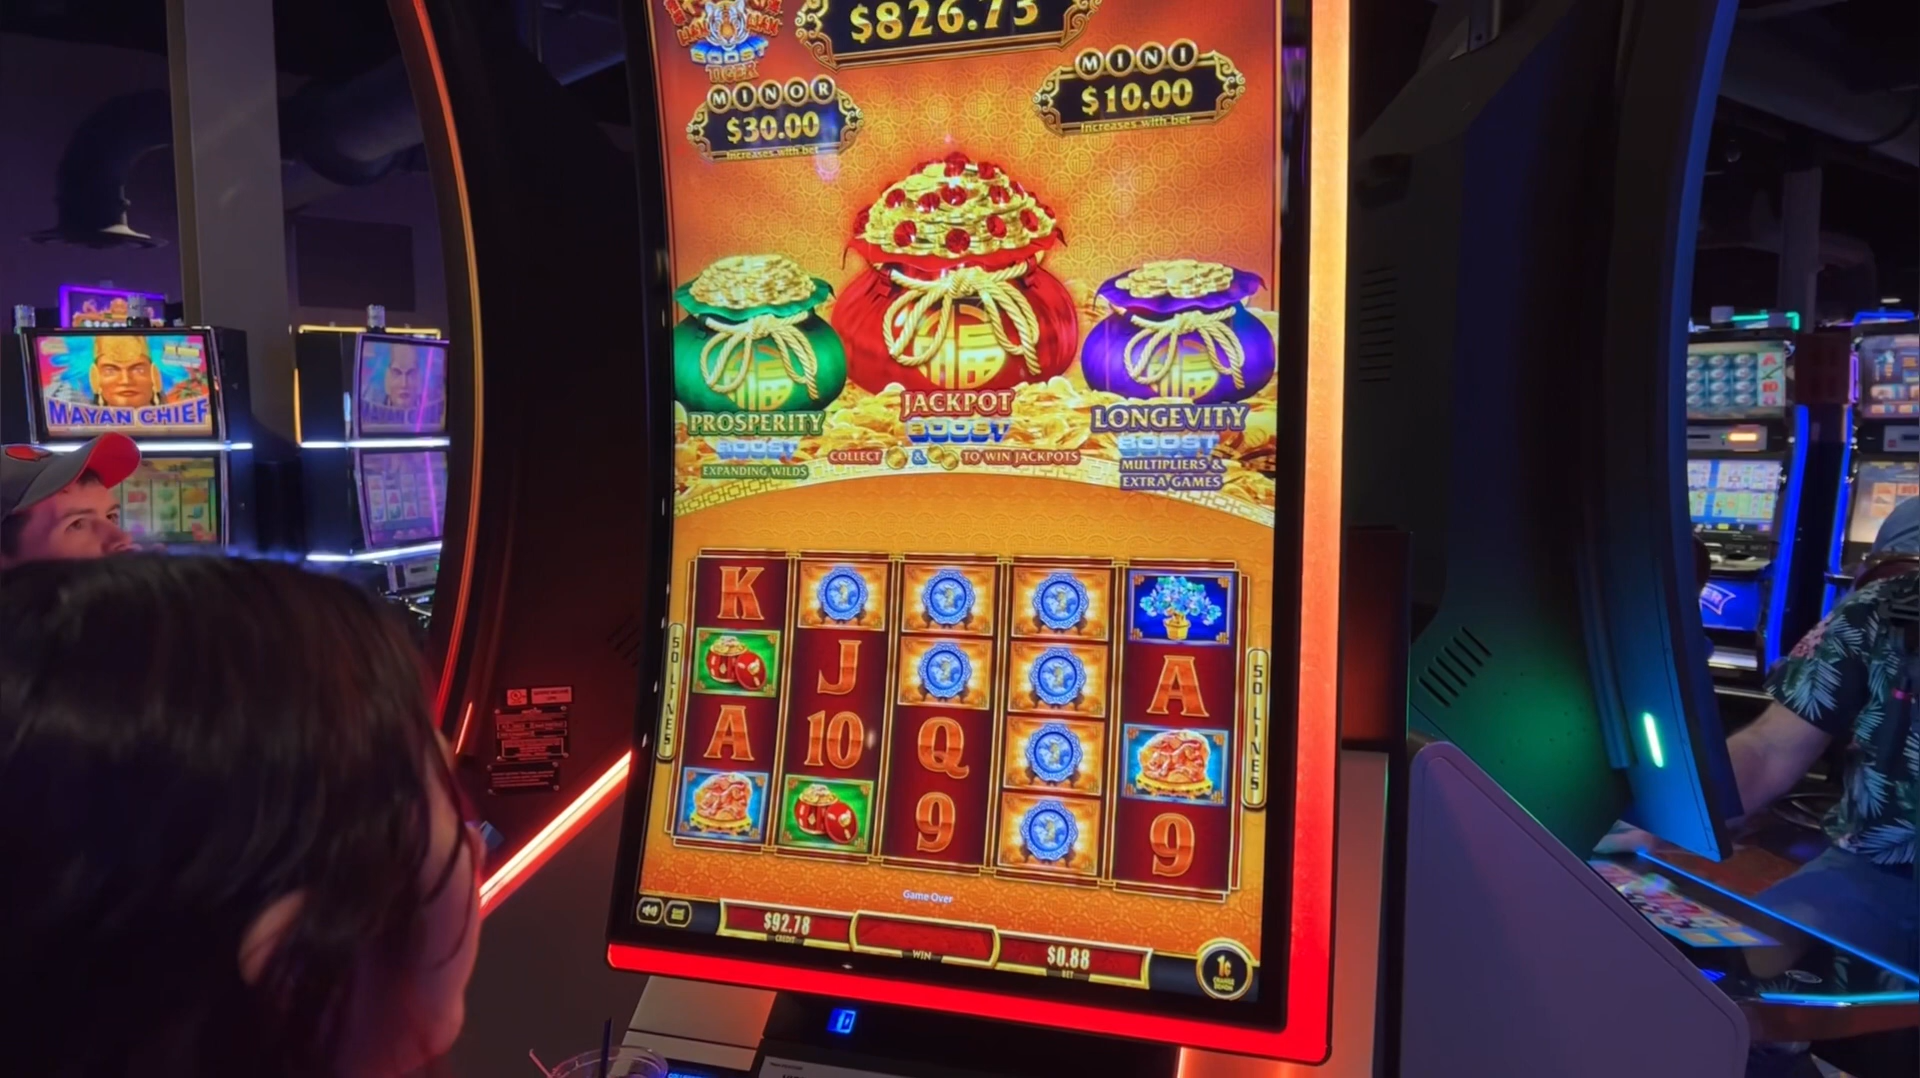 $826.73
BOOST
TIGER
MINOR
$30.00
Increases with bet
MINI
$10.00
Increases with bet
MAYAN CHIEF
MAYAN CHIEF
PROSPERITY
BOOST
EXPANDING WILDS
JACKPOT
BOOST
COLLECT & TO WIN JACKPOTS
LONGEVITY
BOOST
MULTIPLIERS &
EXTRA GAMES
K
J
A
A
10
Q
9
9
50 LINES
50 LINES
Game Over
$92.78
CREDIT
WIN
$0.88
BET
1¢